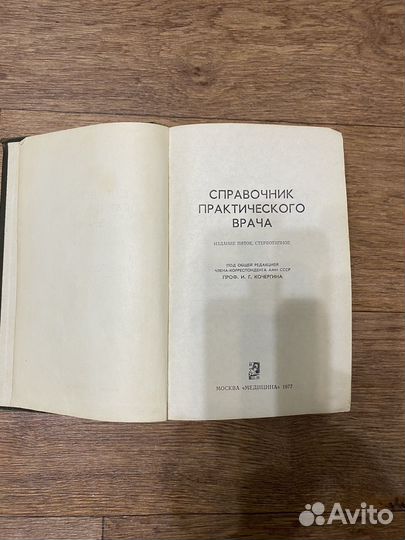 СПРАВОЧНИК
ПРАКТИЧЕСКОГО
ВРАЧА
ИЗДАНИЕ ПЯТОЕ, СТЕРЕОТИПНОЕ
ПОД ОБЩЕЙ РЕДАКЦИЕЙ
ЧЛЕНА-КОРРЕСПОНДЕНТА АМН СССР
ПРОФ. И. Г. КОЧЕРГИНА
МОСКВА «МЕДИЦИНА» 1977
Avito